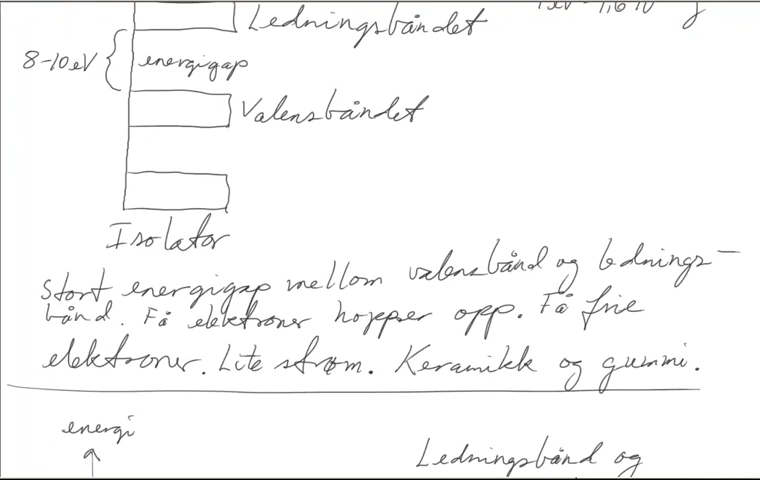 Ledningsbåndet
8-10 eV
energigap
Valensbåndet
Isolator
Stort energigap mellom valensbånd og lednings-
bånd. Få elektroner hopper opp. Få frie
elektroner. Lite strøm. Keramikk og gummi.
energi
Ledningsbånd og